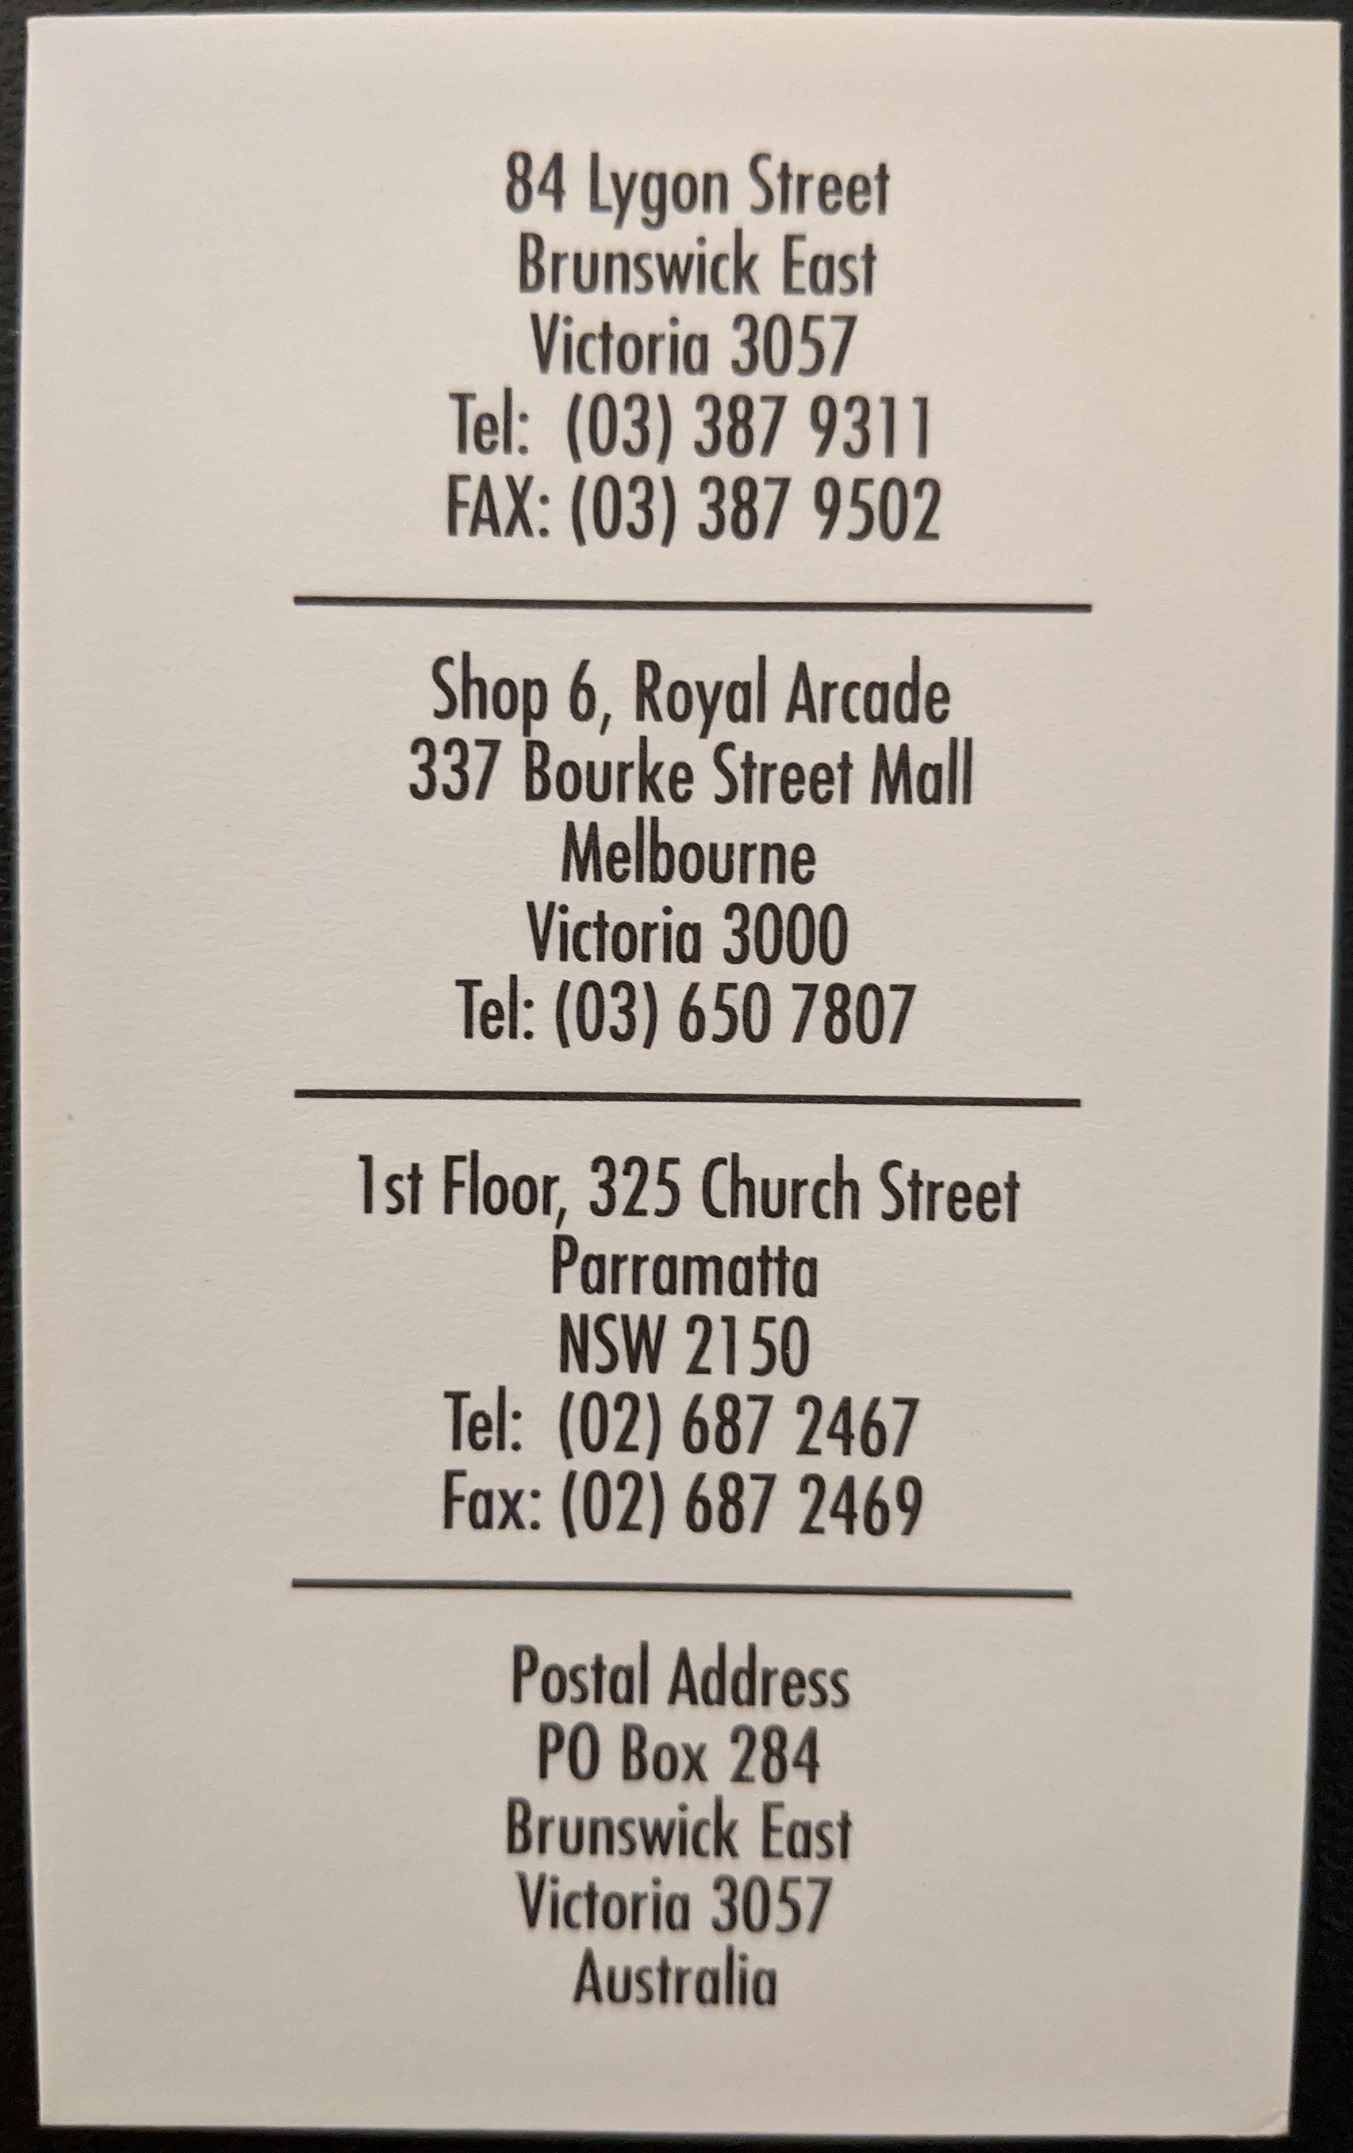 84 Lygon Street
Brunswick East
Victoria 3057
Tel: (03) 387 9311
FAX: (03) 387 9502
Shop 6, Royal Arcade
337 Bourke Street Mall
Melbourne
Victoria 3000
Tel: (03) 650 7807
1st Floor, 325 Church Street
Parramatta
NSW 2150
Tel: (02) 687 2467
Fax: (02) 687 2469
Postal Address
PO Box 284
Brunswick East
Victoria 3057
Australia